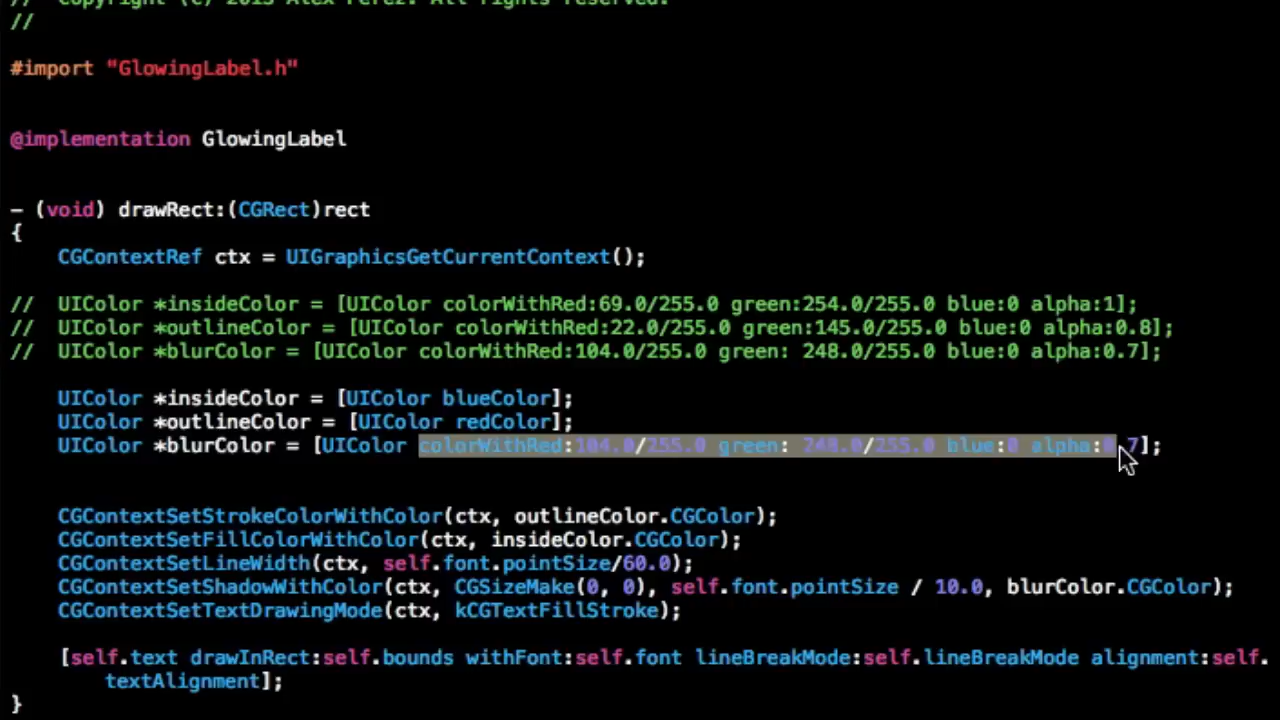 //  Copyright (c) 2013 Alex Perez. All rights reserved.
//
#import "GlowingLabel.h"
@implementation GlowingLabel
- (void) drawRect:(CGRect)rect
{
CGContextRef ctx = UIGraphicsGetCurrentContext();
//  UIColor *insideColor = [UIColor colorWithRed:69.0/255.0 green:254.0/255.0 blue:0 alpha:1];
//  UIColor *outlineColor = [UIColor colorWithRed:22.0/255.0 green:145.0/255.0 blue:0 alpha:0.8];
//  UIColor *blurColor = [UIColor colorWithRed:104.0/255.0 green: 248.0/255.0 blue:0 alpha:0.7];
UIColor *insideColor = [UIColor blueColor];
UIColor *outlineColor = [UIColor redColor];
UIColor *blurColor = [UIColor colorWithRed:104.0/255.0 green: 248.0/255.0 blue:0 alpha:0.7];
CGContextSetStrokeColorWithColor(ctx, outlineColor.CGColor);
CGContextSetFillColorWithColor(ctx, insideColor.CGColor);
CGContextSetLineWidth(ctx, self.font.pointSize/60.0);
CGContextSetShadowWithColor(ctx, CGSizeMake(0, 0), self.font.pointSize / 10.0, blurColor.CGColor);
CGContextSetTextDrawingMode(ctx, kCGTextFillStroke);
[self.text drawInRect:self.bounds withFont:self.font lineBreakMode:self.lineBreakMode alignment:self.
textAlignment];
}